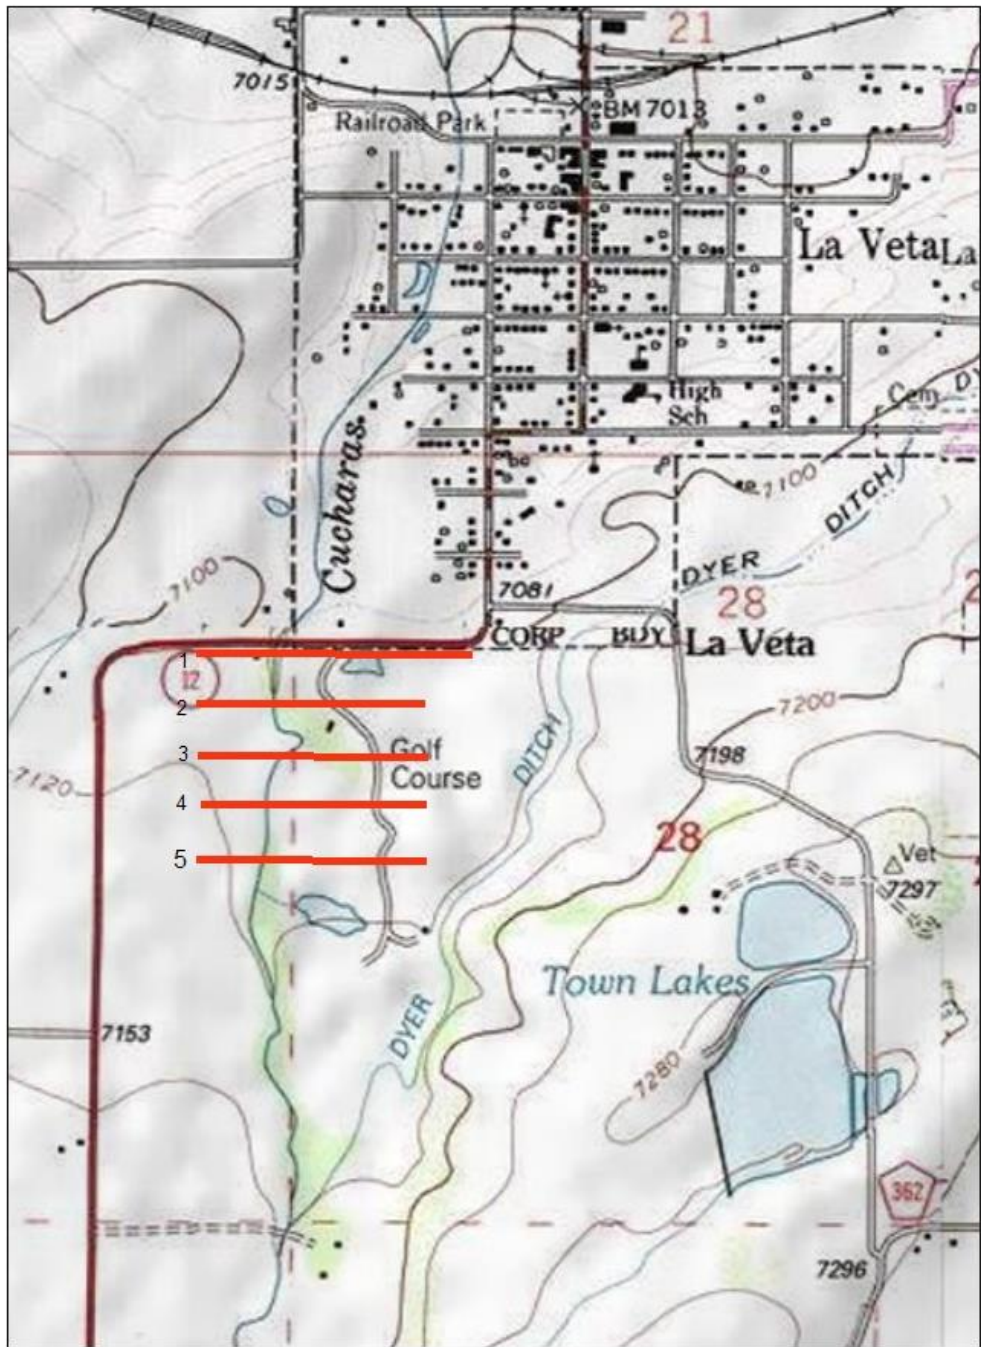 21
7015
BM 7013
Railroad Park
La Veta
La
High
Sch
Cem
DY
Cucharas
7100
DITCH
7100
DYER
7081
28
2
CORP BDY
La Veta
1
12
2
7200
3
Golf
Course
DITCH
7198
7120
4
28
5
Vet
7297
Town Lakes
DYER
7153
7280
362
7296